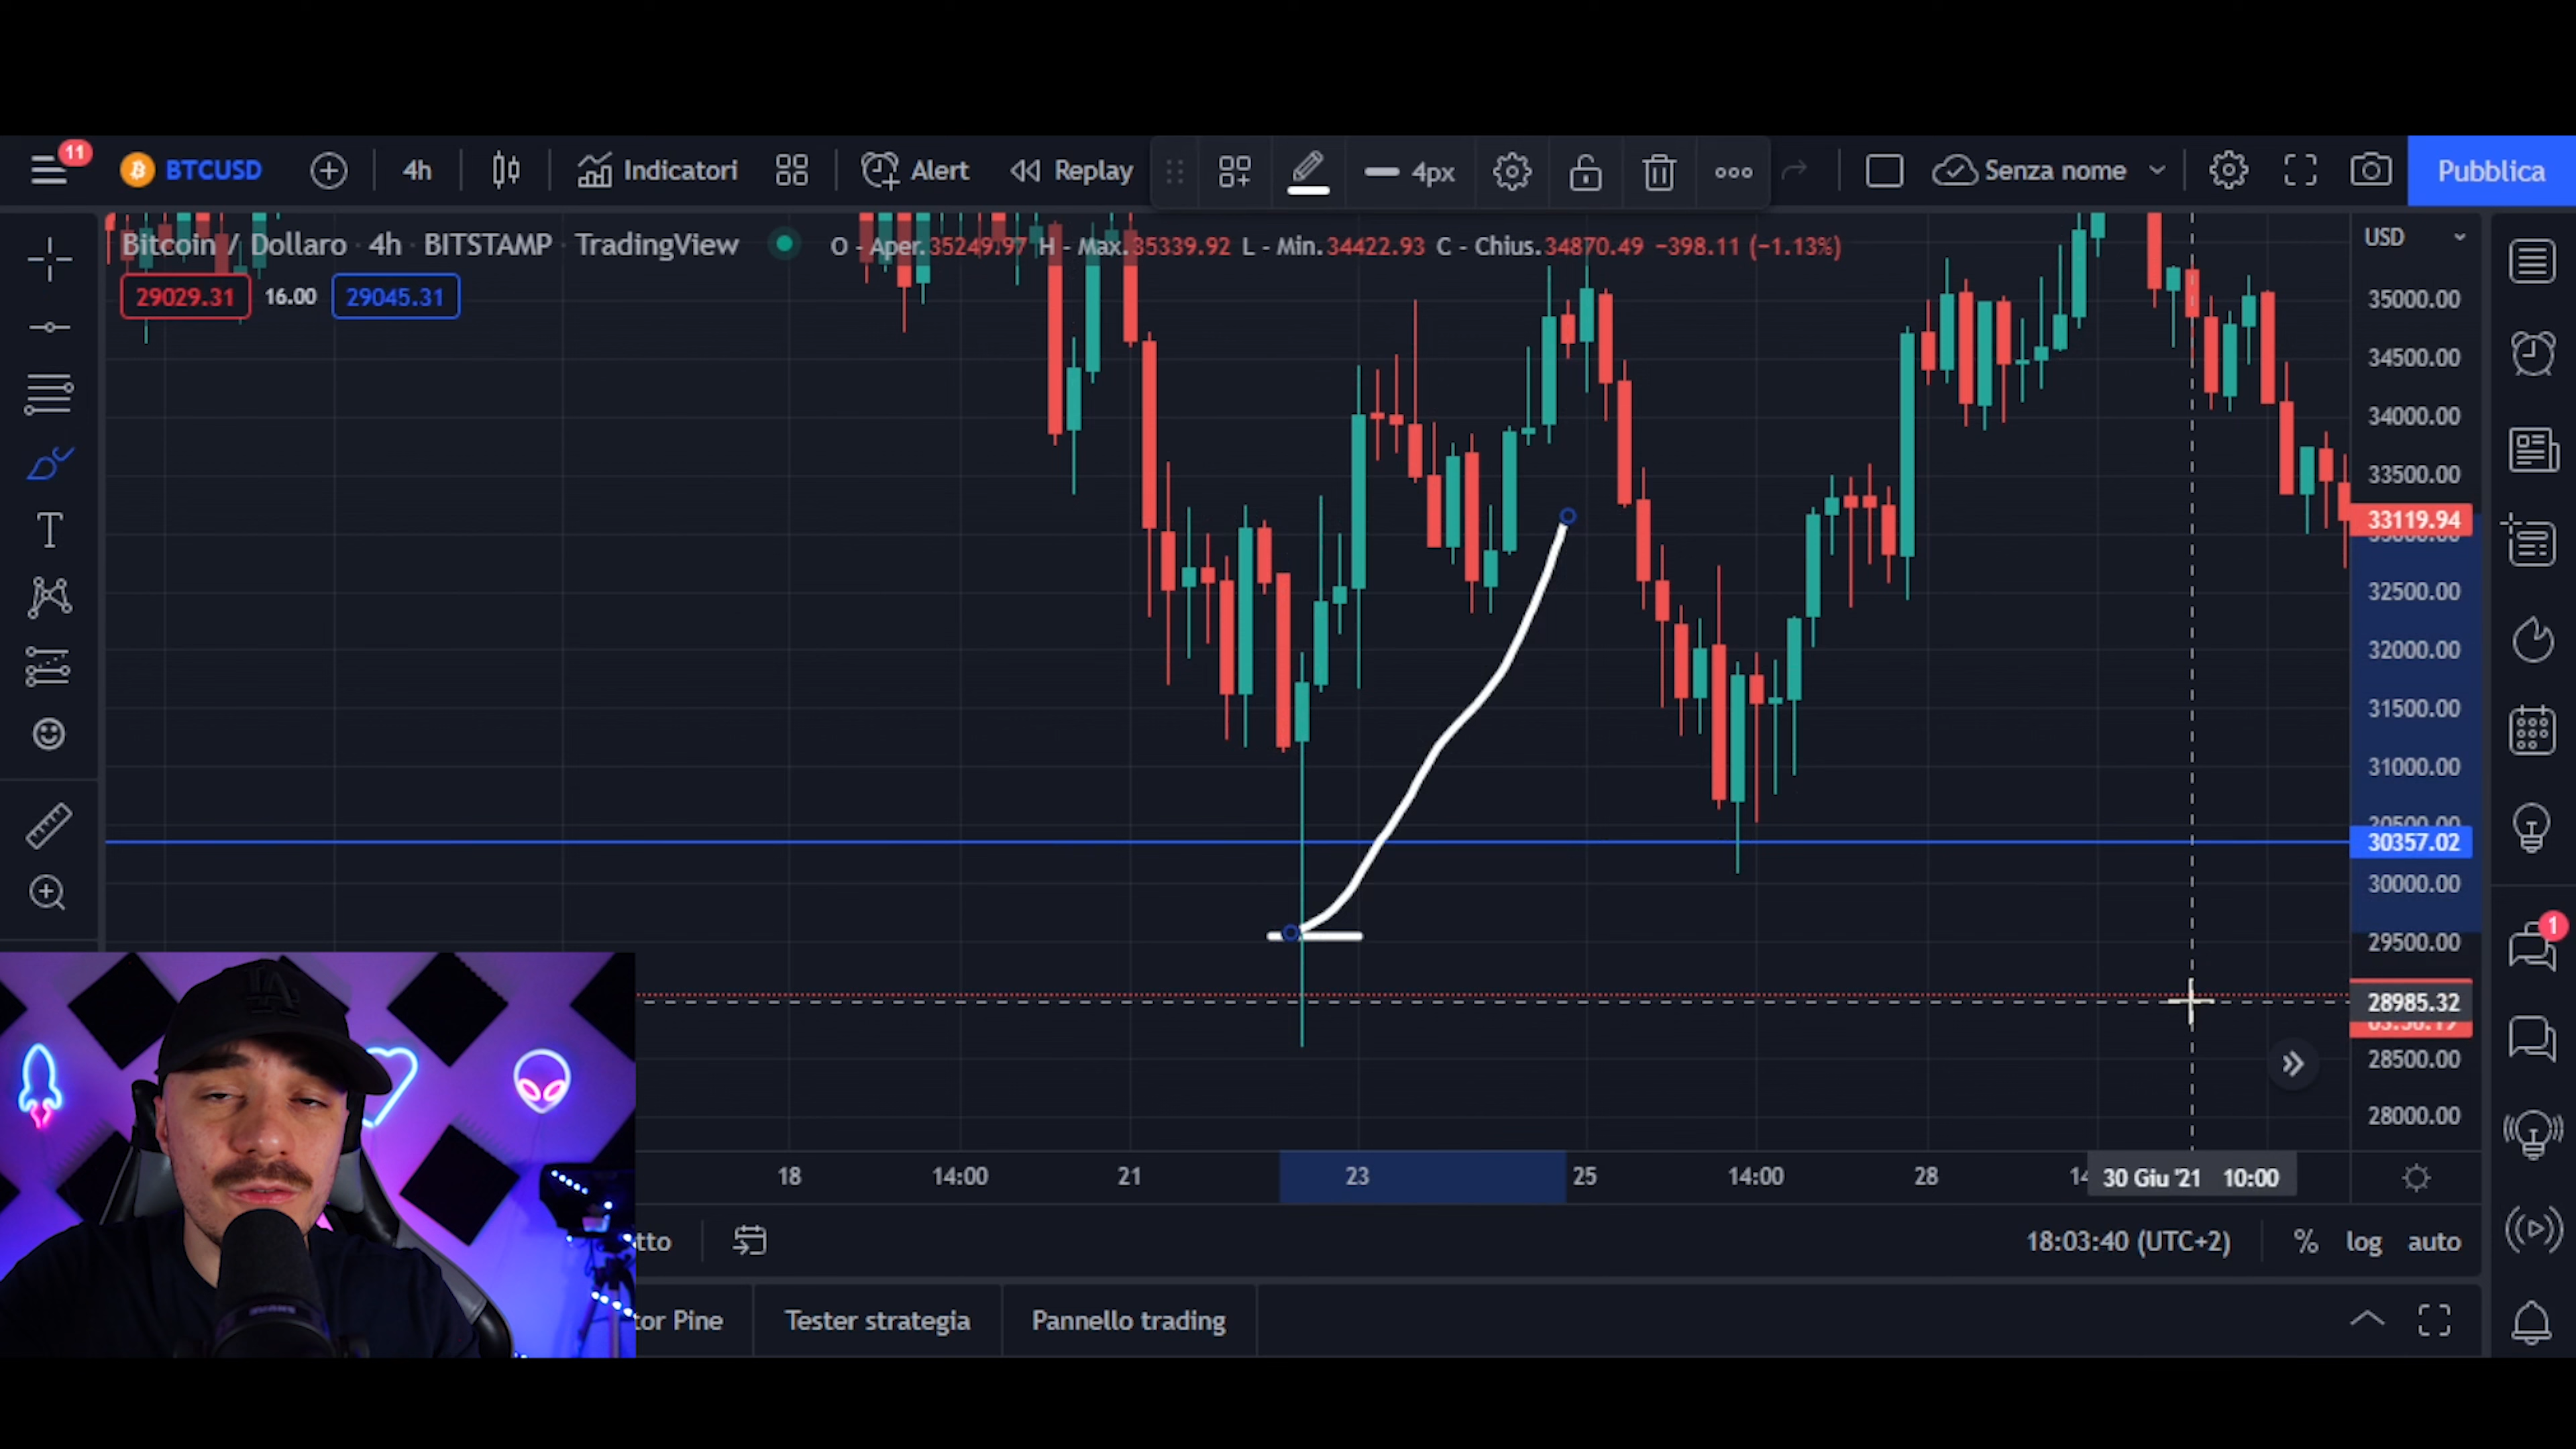 11
BTCUSD 4h Indicatori Alert Replay 4px Senza nome Pubblica
Bitcoin / Dollaro · 4h · BITSTAMP · TradingView O - Aper.35249.97 H - Max.35339.92 L - Min.34422.93 C - Chius.34870.49 −398.11 (−1.13%)
USD
29029.31 16.00 29045.31
35000.00
34500.00
34000.00
33500.00
33119.94
32500.00
32000.00
31500.00
31000.00
30357.02
30000.00
1
29500.00
28985.32
28500.00
28000.00
LA
18 14:00 21 23 25 14:00 28 30 Giu '21 10:00
18:03:40 (UTC+2) % log auto
tor Pine Tester strategia Pannello trading